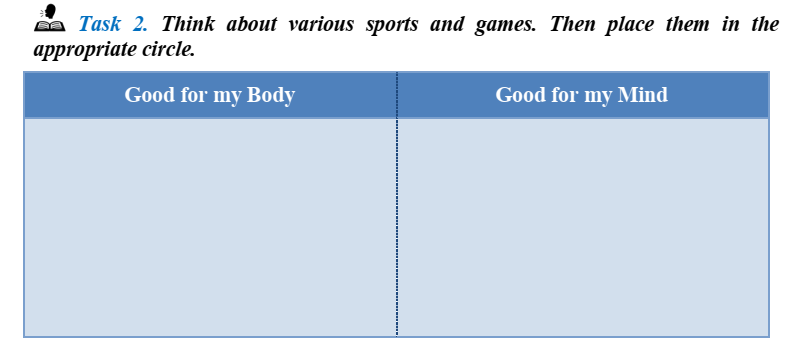 Task 2. Think about various sports and games. Then place them in the
appropriate circle.
Good for my Body
Good for my Mind